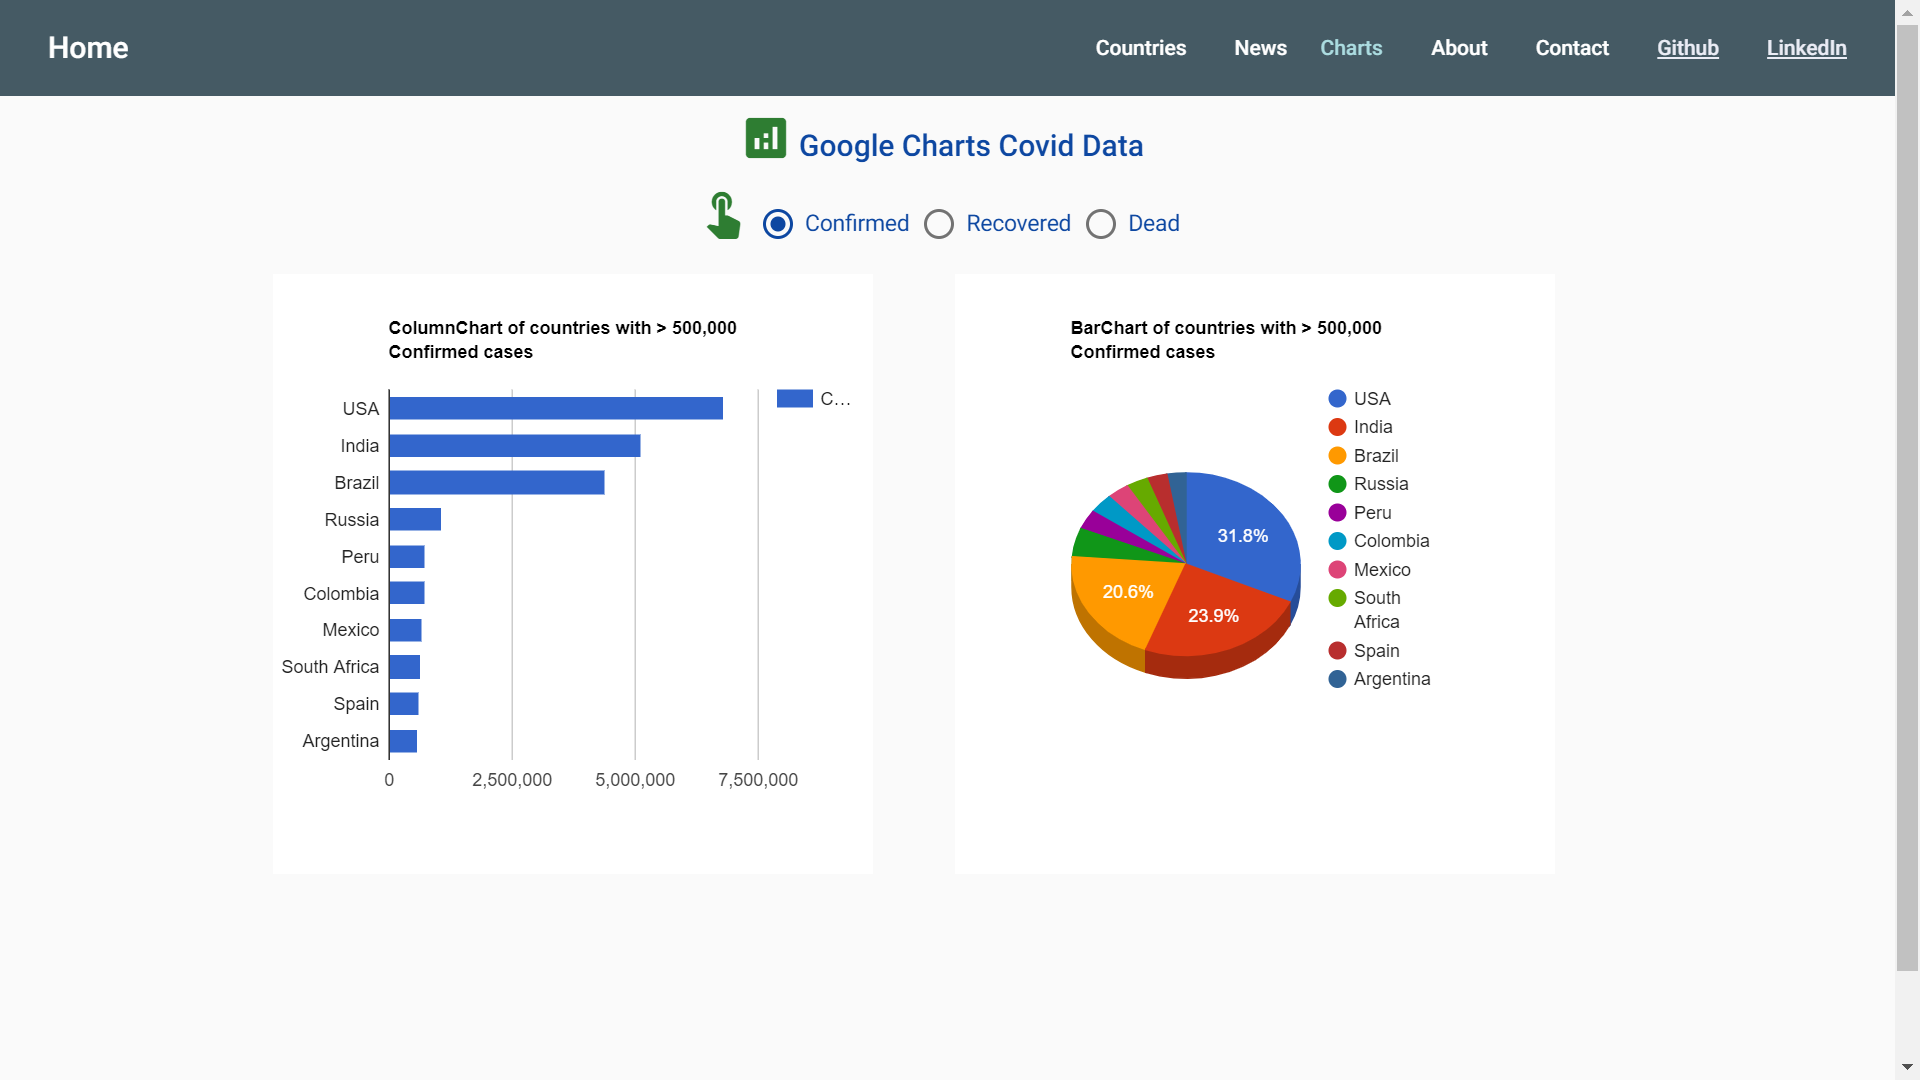 Home
Countries News Charts About Contact Github LinkedIn
Google Charts Covid Data
Confirmed Recovered Dead
ColumnChart of countries with > 500,000
Confirmed cases
USA
India
Brazil
Russia
Peru
Colombia
Mexico
South Africa
Spain
Argentina
0 2,500,000 5,000,000 7,500,000
C...
BarChart of countries with > 500,000
Confirmed cases
31.8%
20.6%
23.9%
USA
India
Brazil
Russia
Peru
Colombia
Mexico
South
Africa
Spain
Argentina